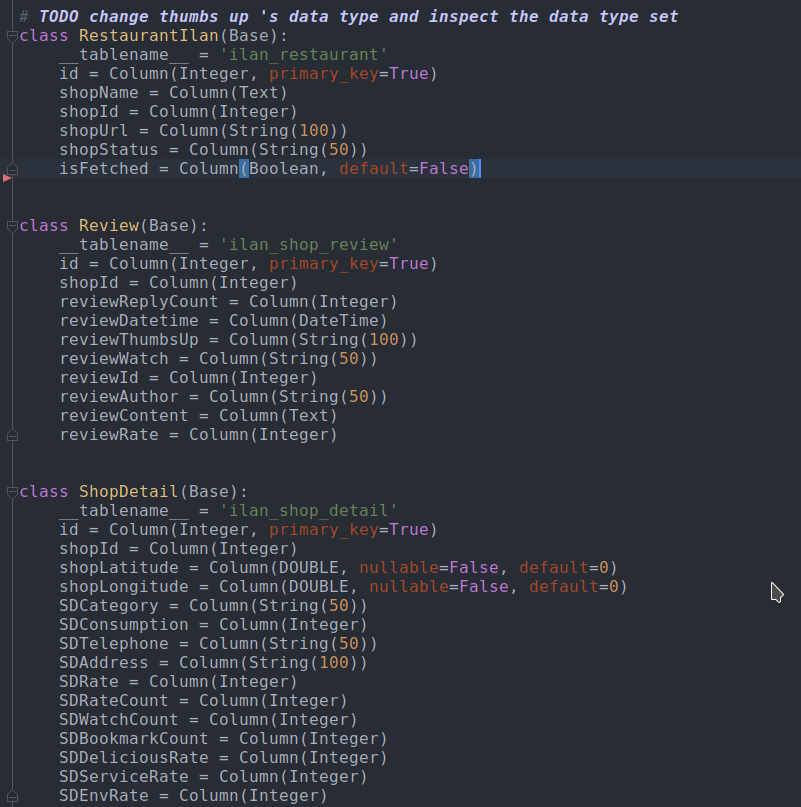 # TODO change thumbs up 's data type and inspect the data type set
class RestaurantIlan(Base):
    __tablename__ = 'ilan_restaurant'
    id = Column(Integer, primary_key=True)
    shopName = Column(Text)
    shopId = Column(Integer)
    shopUrl = Column(String(100))
    shopStatus = Column(String(50))
    isFetched = Column(Boolean, default=False)
class Review(Base):
    __tablename__ = 'ilan_shop_review'
    id = Column(Integer, primary_key=True)
    shopId = Column(Integer)
    reviewReplyCount = Column(Integer)
    reviewDatetime = Column(DateTime)
    reviewThumbsUp = Column(String(100))
    reviewWatch = Column(String(50))
    reviewId = Column(Integer)
    reviewAuthor = Column(String(50))
    reviewContent = Column(Text)
    reviewRate = Column(Integer)
class ShopDetail(Base):
    __tablename__ = 'ilan_shop_detail'
    id = Column(Integer, primary_key=True)
    shopId = Column(Integer)
    shopLatitude = Column(DOUBLE, nullable=False, default=0)
    shopLongitude = Column(DOUBLE, nullable=False, default=0)
    SDCategory = Column(String(50))
    SDConsumption = Column(Integer)
    SDTelephone = Column(String(50))
    SDAddress = Column(String(100))
    SDRate = Column(Integer)
    SDRateCount = Column(Integer)
    SDWatchCount = Column(Integer)
    SDBookmarkCount = Column(Integer)
    SDDeliciousRate = Column(Integer)
    SDServiceRate = Column(Integer)
    SDEnvRate = Column(Integer)